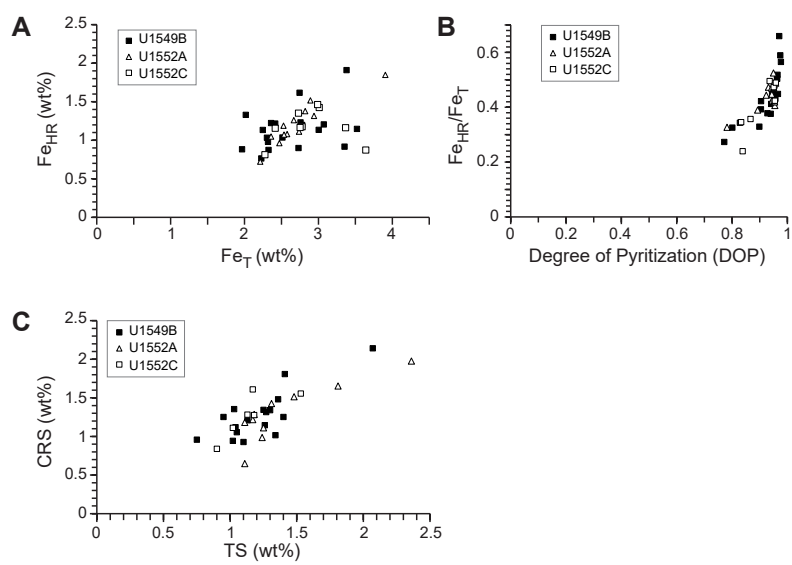 A
2.5
2
1.5
1
0.5
0
Fe_HR (wt%)
U1549B
U1552A
U1552C
0 1 2 3 4
Fe_T (wt%)
B
0.6
0.4
0.2
0
Fe_HR/Fe_T
U1549B
U1552A
U1552C
0 0.2 0.4 0.6 0.8 1
Degree of Pyritization (DOP)
C
2.5
2
1.5
1
0.5
0
CRS (wt%)
U1549B
U1552A
U1552C
0 0.5 1 1.5 2 2.5
TS (wt%)